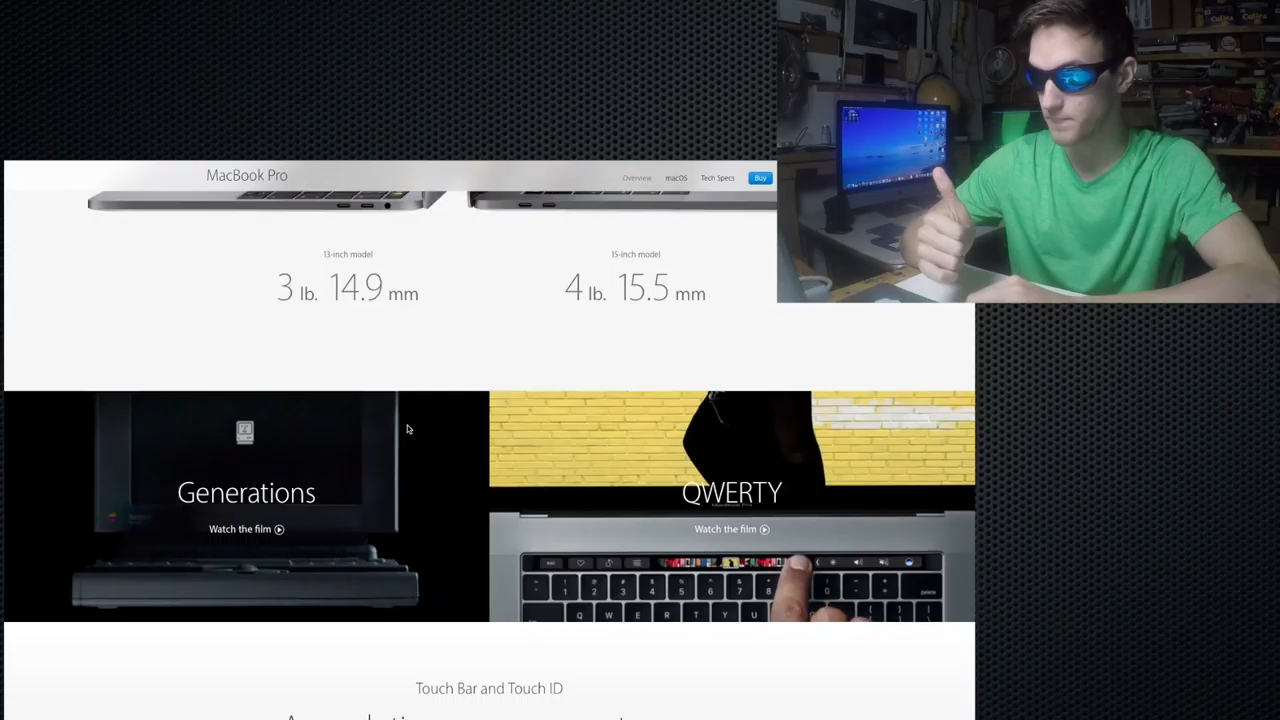 MacBook Pro
Overview macOS Tech Specs Buy
13-inch model
3 lb. 14.9 mm
15-inch model
4 lb. 15.5 mm
Generations
Watch the film
QWERTY
Watch the film
delete
Q W E R T Y U
Touch Bar and Touch ID